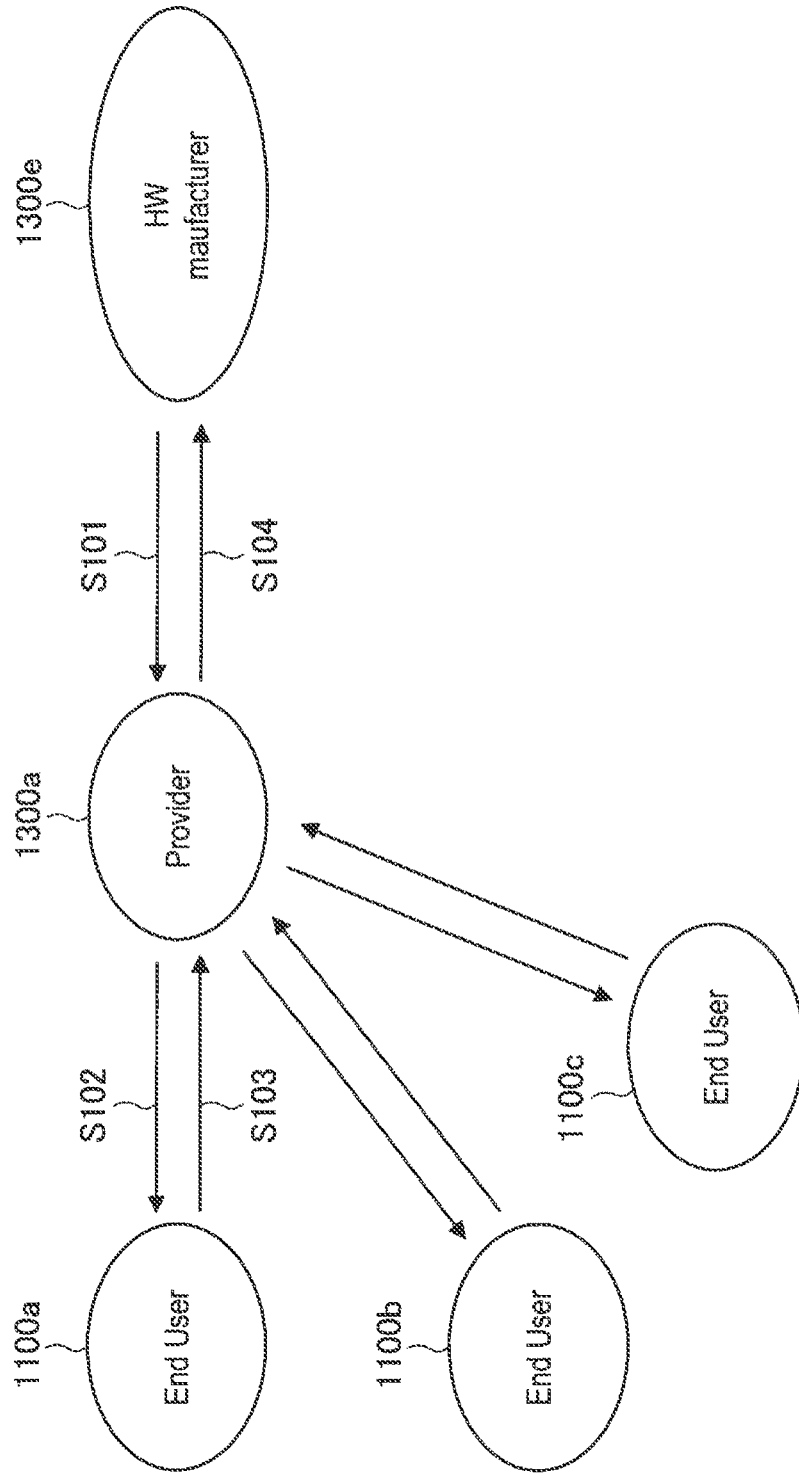 1100a
1300a
1300e
S102
S101
End User
Provider
HW
maufacturer
S103
S104
1100b
End User
1100c
End User